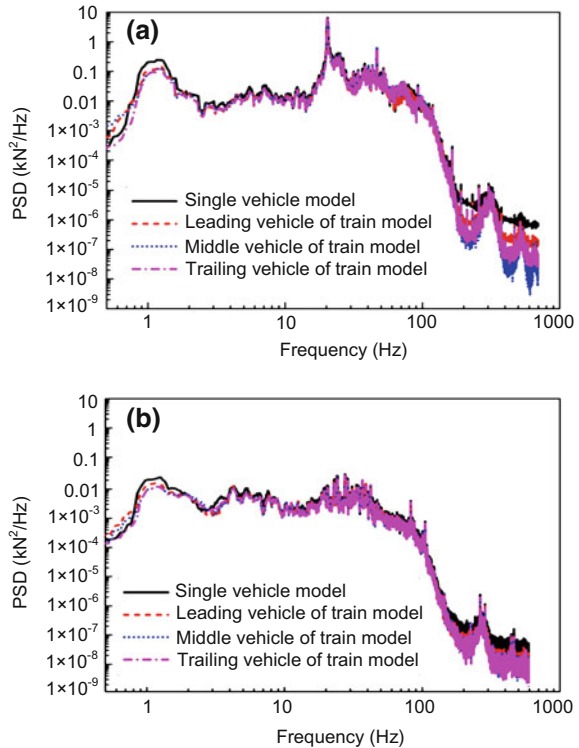 (a)
10
1
0.1
0.01
1×10⁻³
1×10⁻⁴
1×10⁻⁵
1×10⁻⁶
1×10⁻⁷
1×10⁻⁸
1×10⁻⁹
PSD (kN²/Hz)
Single vehicle model
Leading vehicle of train model
Middle vehicle of train model
Trailing vehicle of train model
1 10 100 1000
Frequency (Hz)
(b)
10
1
0.1
0.01
1×10⁻³
1×10⁻⁴
1×10⁻⁵
1×10⁻⁶
1×10⁻⁷
1×10⁻⁸
1×10⁻⁹
PSD (kN²/Hz)
Single vehicle model
Leading vehicle of train model
Middle vehicle of train model
Trailing vehicle of train model
1 10 100 1000
Frequency (Hz)